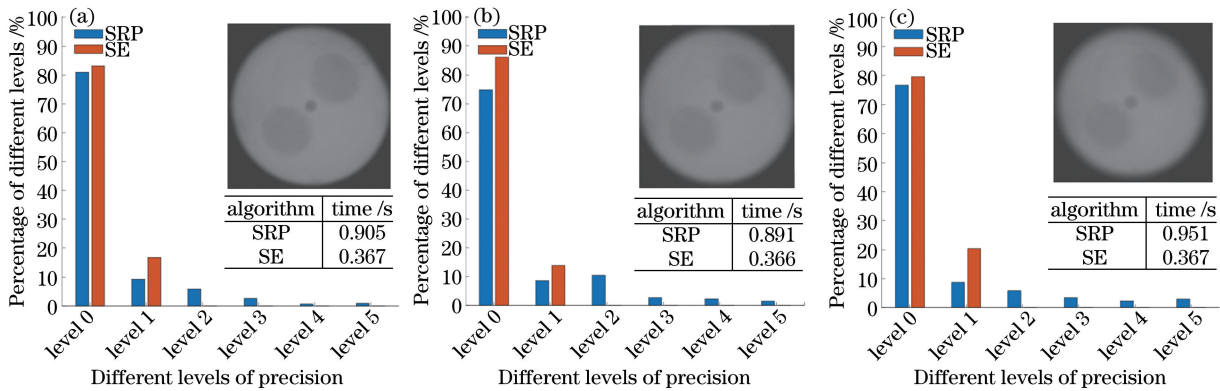 (a)
SRP
SE
Percentage of different levels /%
100
90
80
70
60
50
40
30
20
10
0
algorithm time /s
SRP 0.905
SE 0.367
level 0 level 1 level 2 level 3 level 4 level 5
Different levels of precision
(b)
SRP
SE
Percentage of different levels /%
100
90
80
70
60
50
40
30
20
10
0
algorithm time /s
SRP 0.891
SE 0.366
level 0 level 1 level 2 level 3 level 4 level 5
Different levels of precision
(c)
SRP
SE
Percentage of different levels /%
100
90
80
70
60
50
40
30
20
10
0
algorithm time /s
SRP 0.951
SE 0.367
level 0 level 1 level 2 level 3 level 4 level 5
Different levels of precision